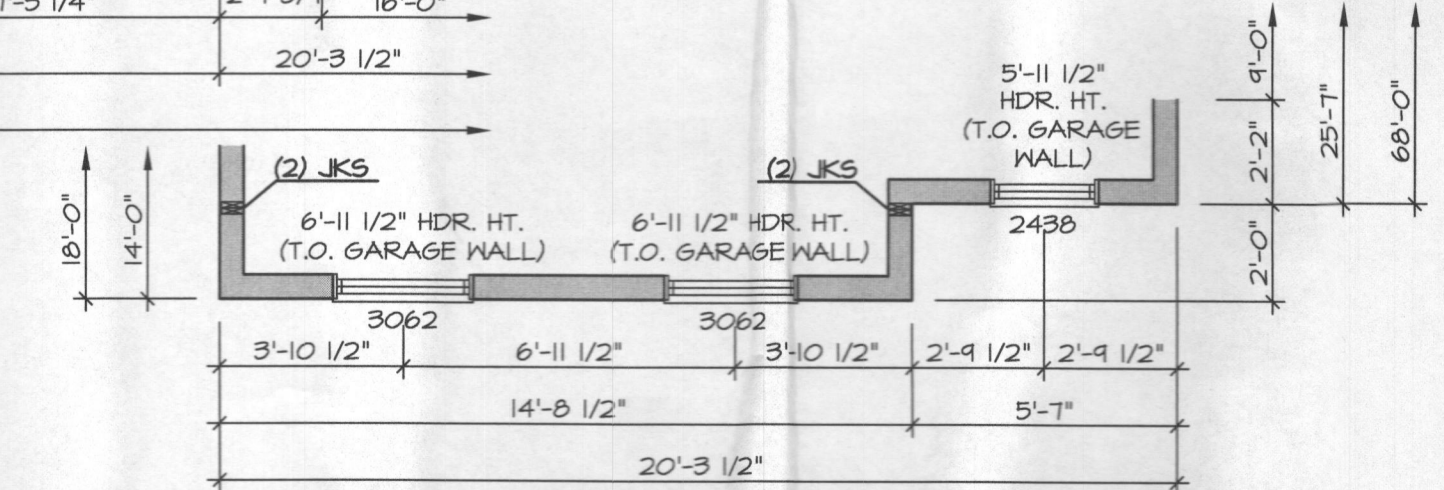 16'-0"
20'-3 1/2"
5'-11 1/2"
HDR. HT.
(T.O. GARAGE
WALL)
9'-0"
2'-2"
2'-0"
25'-7"
68'-0"
18'-0"
14'-0"
(2) JKS
(2) JKS
6'-11 1/2" HDR. HT.
(T.O. GARAGE WALL)
6'-11 1/2" HDR. HT.
(T.O. GARAGE WALL)
2438
3062
3062
3'-10 1/2"
6'-11 1/2"
3'-10 1/2"
2'-9 1/2"
2'-9 1/2"
14'-8 1/2"
5'-7"
20'-3 1/2"